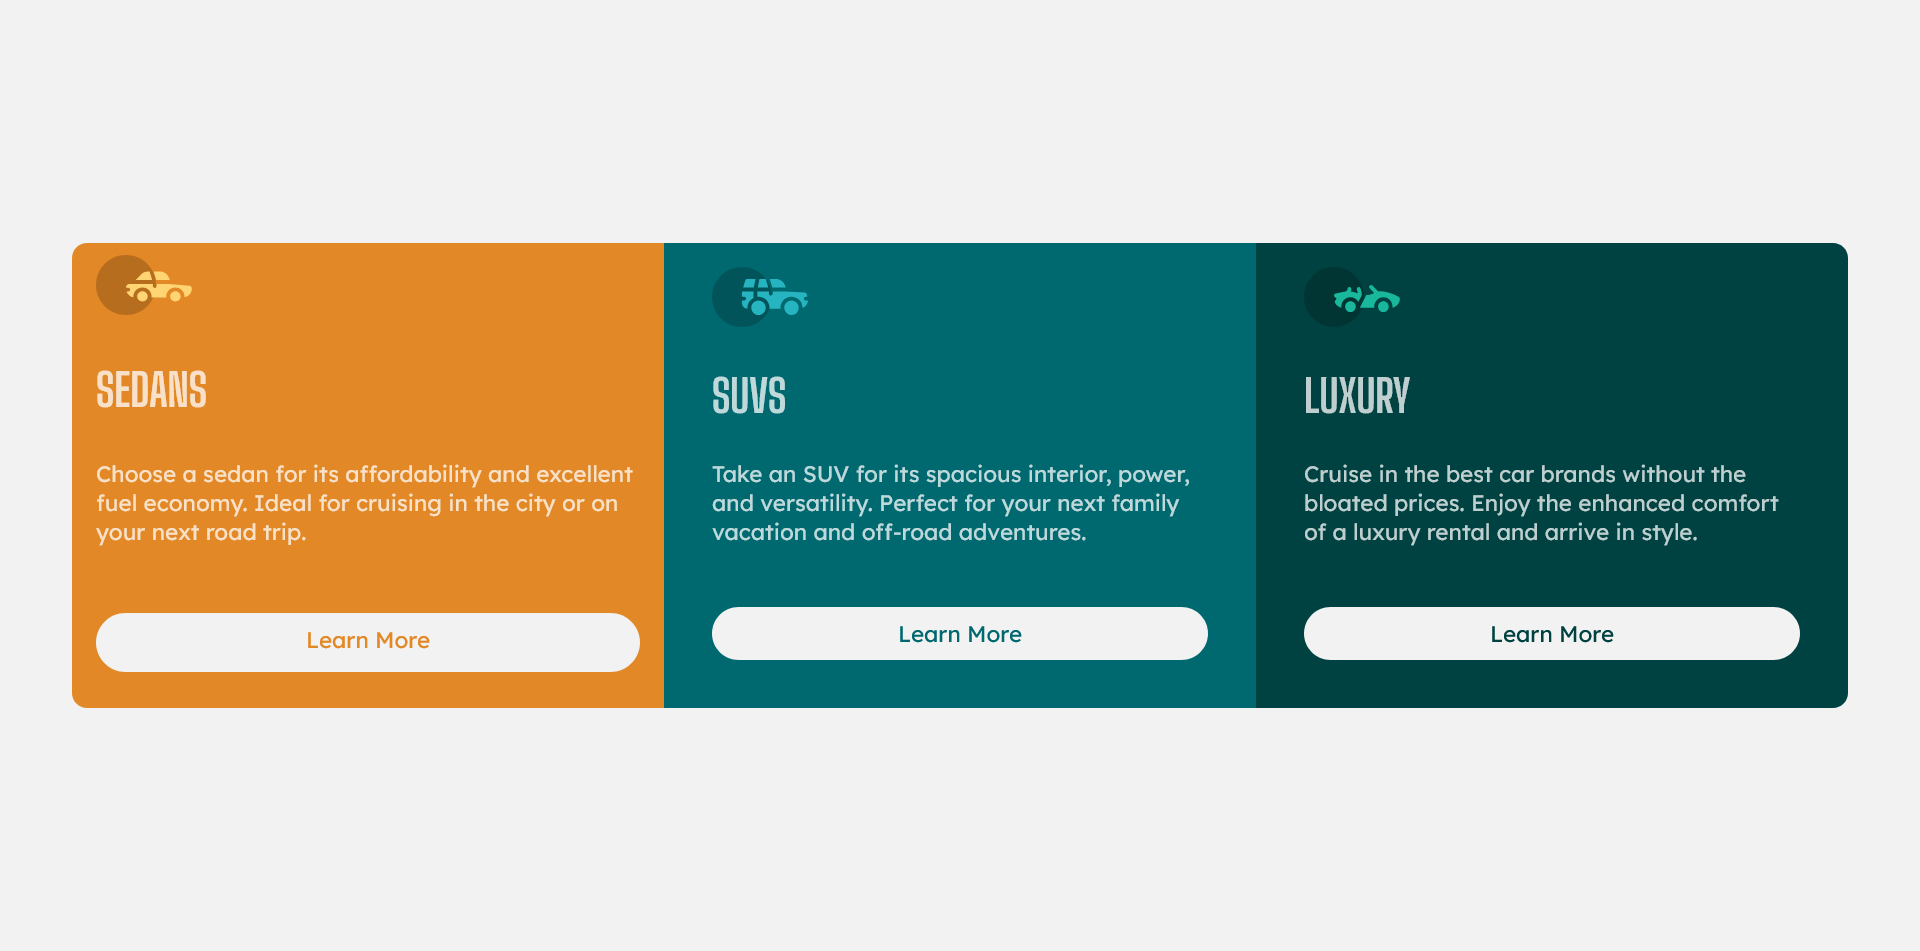 SEDANS
Choose a sedan for its affordability and excellent
fuel economy. Ideal for cruising in the city or on
your next road trip.
Learn More
SUVS
Take an SUV for its spacious interior, power,
and versatility. Perfect for your next family
vacation and off-road adventures.
Learn More
LUXURY
Cruise in the best car brands without the
bloated prices. Enjoy the enhanced comfort
of a luxury rental and arrive in style.
Learn More